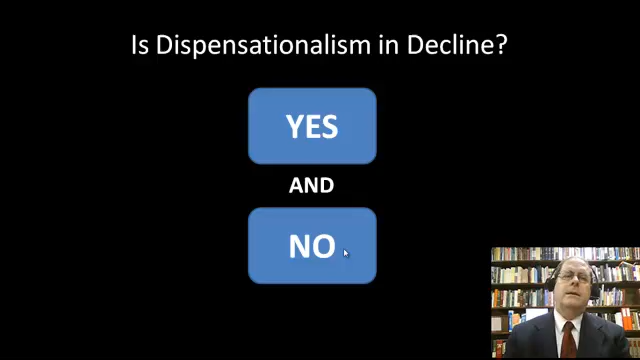 Is Dispensationalism in Decline?
YES
AND
NO